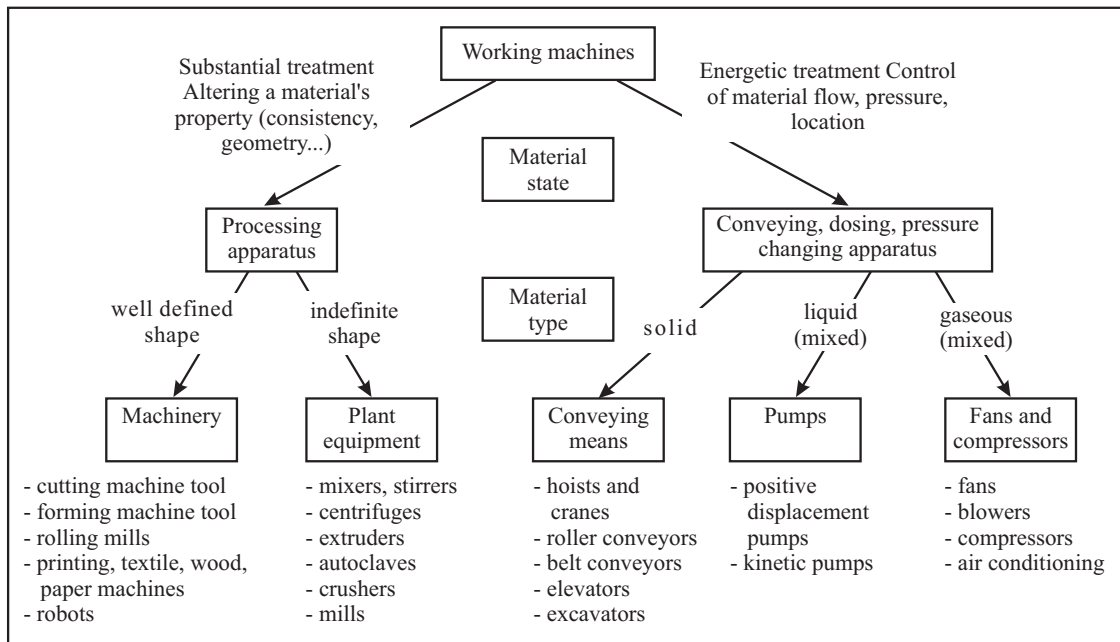 Working machines
Substantial treatment
Altering a material's
property (consistency,
geometry...)
Energetic treatment Control
of material flow, pressure,
location
Material
state
Processing
apparatus
Conveying, dosing, pressure
changing apparatus
Material
type
well defined
shape
indefinite
shape
solid
liquid
(mixed)
gaseous
(mixed)
Machinery
- cutting machine tool
- forming machine tool
- rolling mills
- printing, textile, wood,
paper machines
- robots
Plant
equipment
- mixers, stirrers
- centrifuges
- extruders
- autoclaves
- crushers
- mills
Conveying
means
- hoists and
cranes
- roller conveyors
- belt conveyors
- elevators
- excavators
Pumps
- positive
displacement
pumps
- kinetic pumps
Fans and
compressors
- fans
- blowers
- compressors
- air conditioning